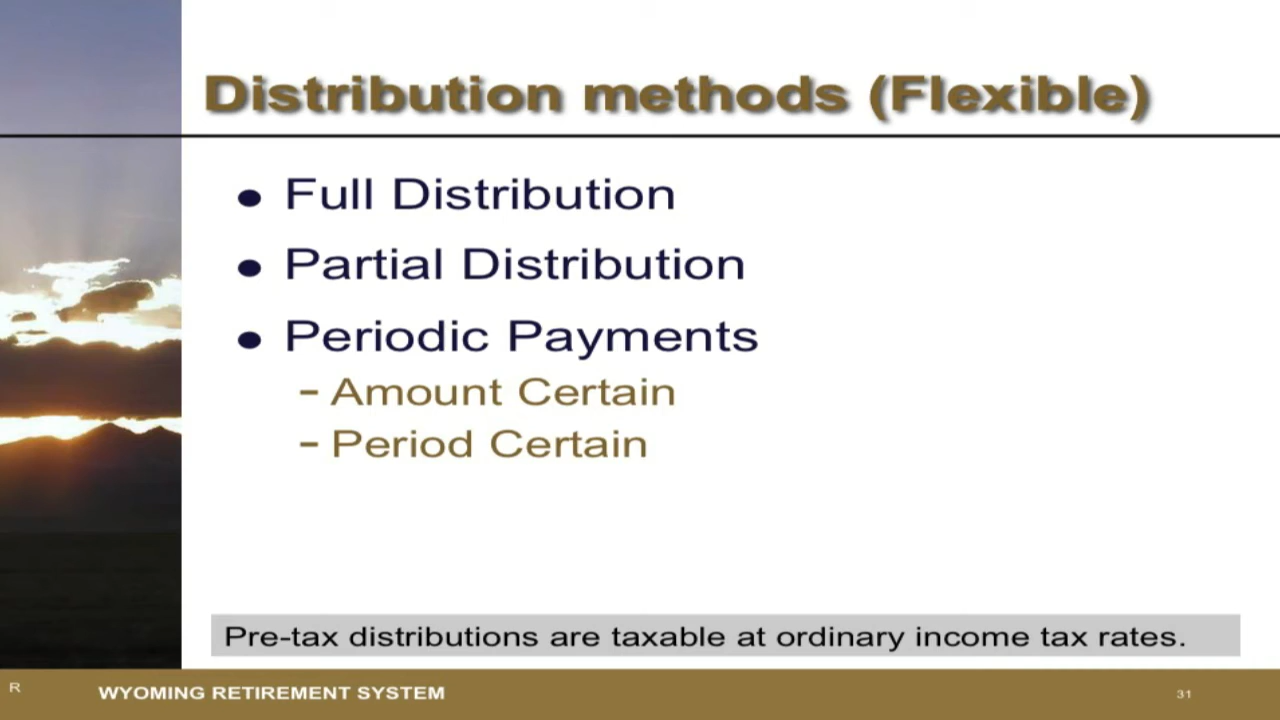 Distribution methods (Flexible)
● Full Distribution
● Partial Distribution
● Periodic Payments
- Amount Certain
- Period Certain
Pre-tax distributions are taxable at ordinary income tax rates.
R
WYOMING RETIREMENT SYSTEM
31